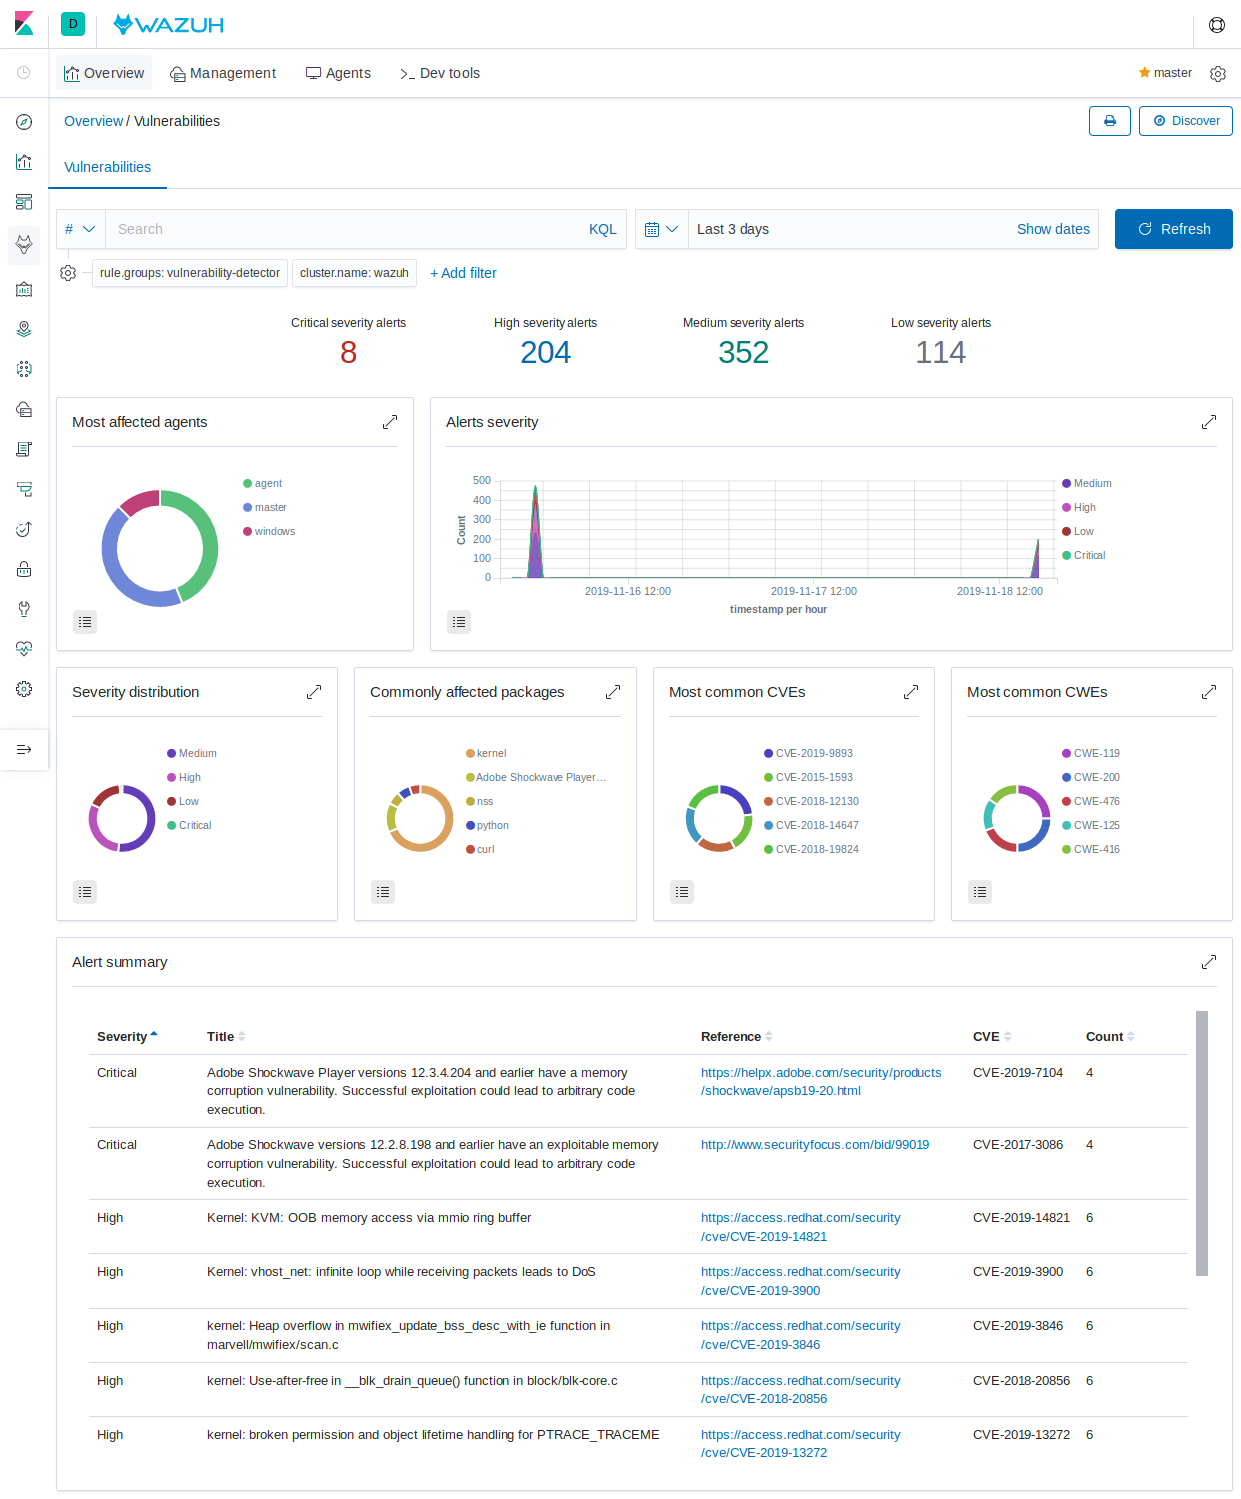 D
WAZUH
Overview
Management
Agents
Dev tools
master
Overview / Vulnerabilities
Discover
Vulnerabilities
#
Search
KQL
Last 3 days
Show dates
Refresh
rule.groups: vulnerability-detector
cluster.name: wazuh
+ Add filter
Critical severity alerts
8
High severity alerts
204
Medium severity alerts
352
Low severity alerts
114
Most affected agents
agent
master
windows
Alerts severity
500
400
300
200
100
0
Count
2019-11-16 12:00
2019-11-17 12:00
2019-11-18 12:00
timestamp per hour
Medium
High
Low
Critical
Severity distribution
Medium
High
Low
Critical
Commonly affected packages
kernel
Adobe Shockwave Player...
nss
python
curl
Most common CVEs
CVE-2019-9893
CVE-2015-1593
CVE-2018-12130
CVE-2018-14647
CVE-2018-19824
Most common CWEs
CWE-119
CWE-200
CWE-476
CWE-125
CWE-416
Alert summary
Severity Title Reference CVE Count
Critical
Adobe Shockwave Player versions 12.3.4.204 and earlier have a memory
corruption vulnerability. Successful exploitation could lead to arbitrary code
execution.
https://helpx.adobe.com/security/products
/shockwave/apsb19-20.html
CVE-2019-7104
4
Critical
Adobe Shockwave versions 12.2.8.198 and earlier have an exploitable memory
corruption vulnerability. Successful exploitation could lead to arbitrary code
execution.
http://www.securityfocus.com/bid/99019
CVE-2017-3086
4
High
Kernel: KVM: OOB memory access via mmio ring buffer
https://access.redhat.com/security
/cve/CVE-2019-14821
CVE-2019-14821
6
High
Kernel: vhost_net: infinite loop while receiving packets leads to DoS
https://access.redhat.com/security
/cve/CVE-2019-3900
CVE-2019-3900
6
High
kernel: Heap overflow in mwifiex_update_bss_desc_with_ie function in
marvell/mwifiex/scan.c
https://access.redhat.com/security
/cve/CVE-2019-3846
CVE-2019-3846
6
High
kernel: Use-after-free in __blk_drain_queue() function in block/blk-core.c
https://access.redhat.com/security
/cve/CVE-2018-20856
CVE-2018-20856
6
High
kernel: broken permission and object lifetime handling for PTRACE_TRACEME
https://access.redhat.com/security
/cve/CVE-2019-13272
CVE-2019-13272
6